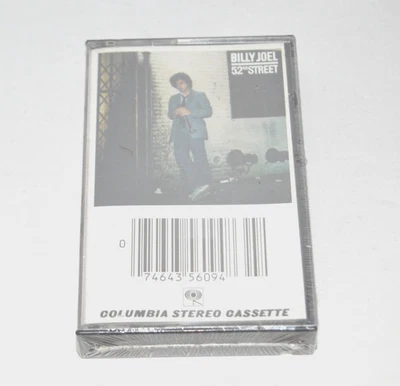 BILLY JOEL
52ND STREET
0
74643 56094
COLUMBIA STEREO CASSETTE